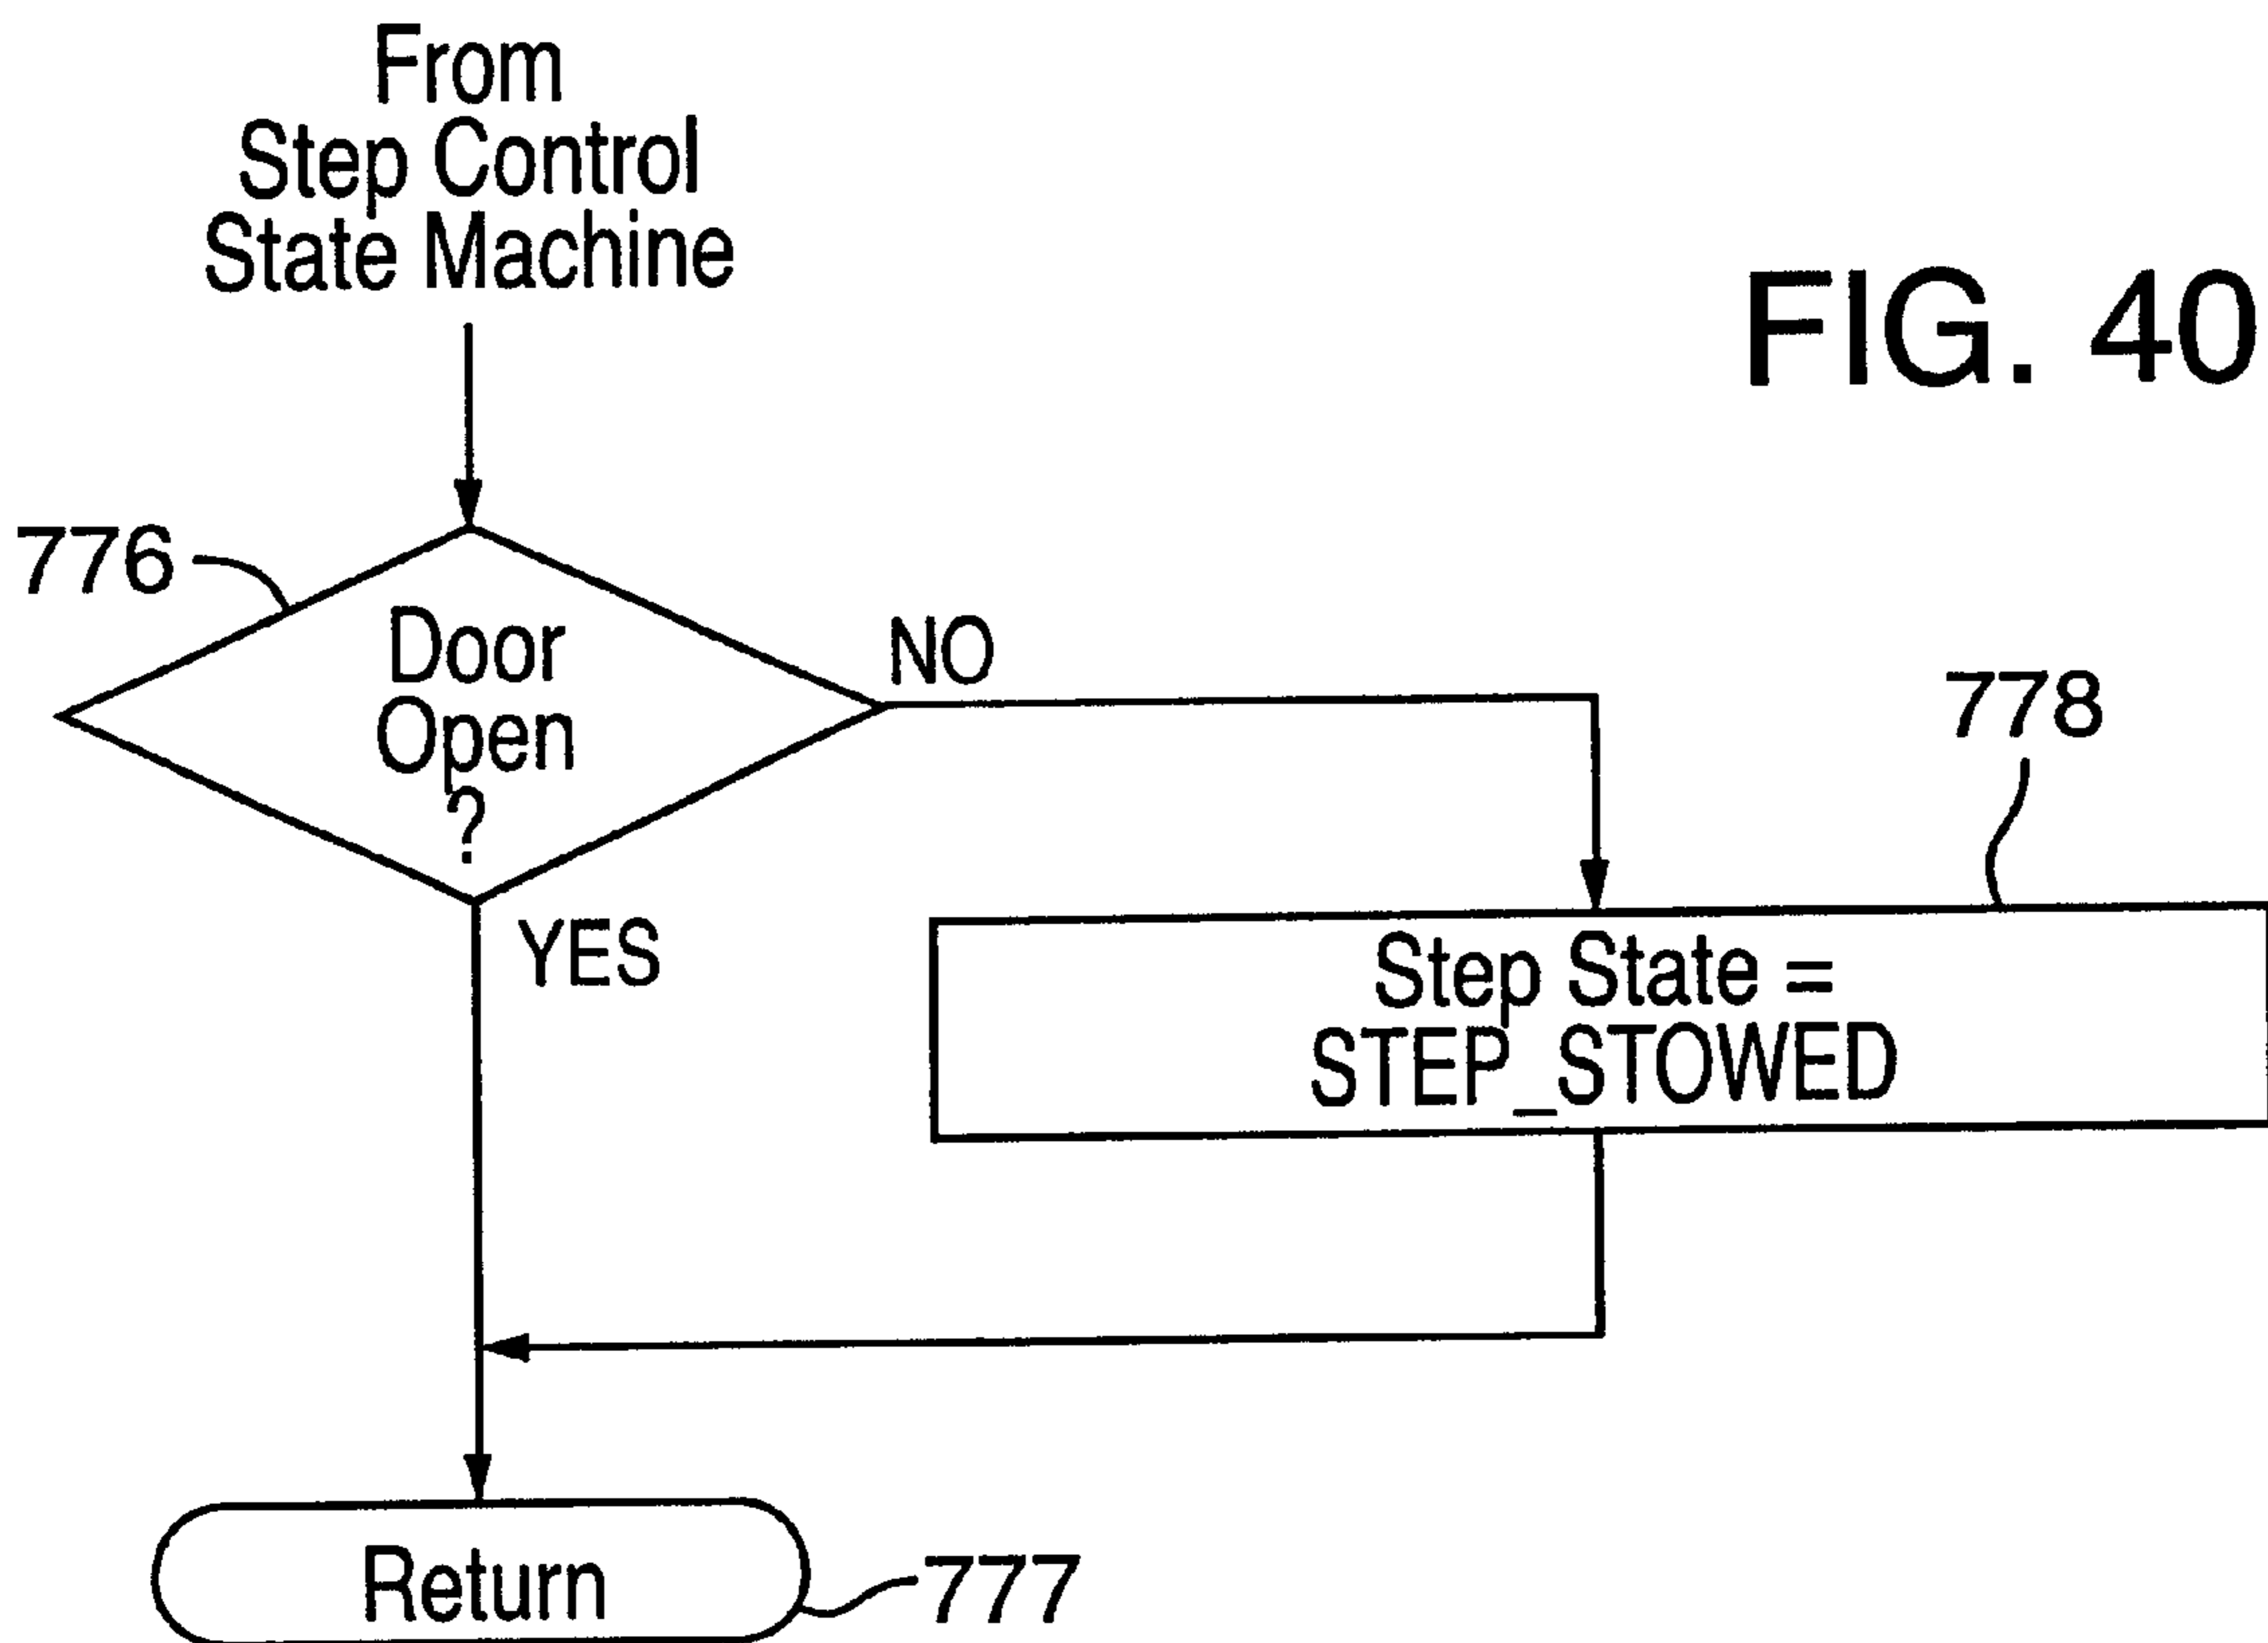 From
Step Control
State Machine
FIG. 40
776
Door
Open
?
NO
778
YES
Step State =
STEP_STOWED
Return
777